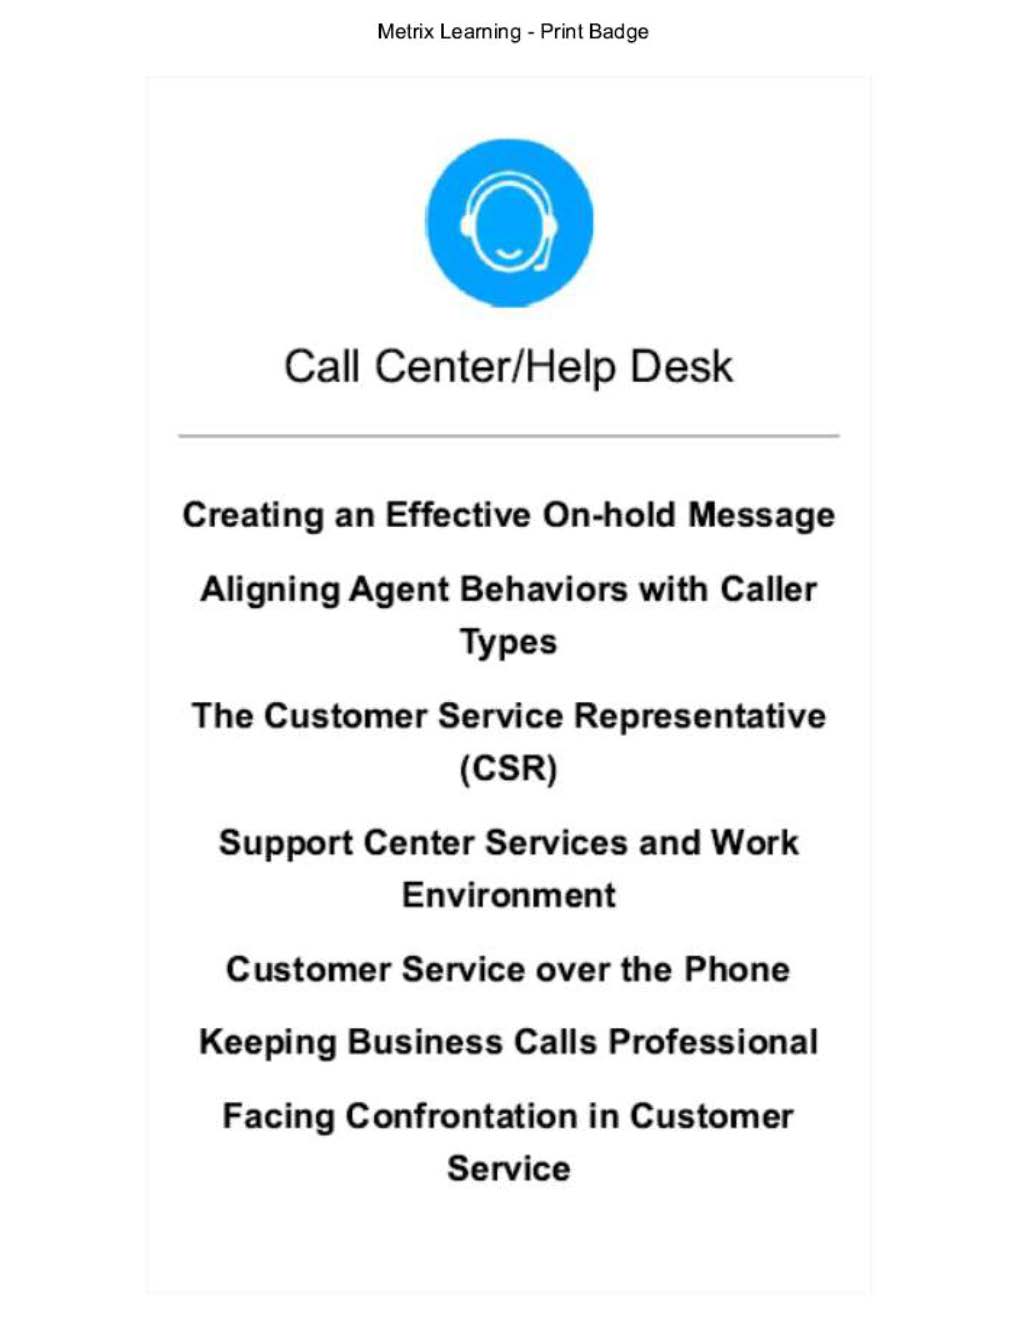 Metrix Learning - Print Badge
Call Center/Help Desk
Creating an Effective On-hold Message
Aligning Agent Behaviors with Caller
Types
The Customer Service Representative
(CSR)
Support Center Services and Work
Environment
Customer Service over the Phone
Keeping Business Calls Professional
Facing Confrontation in Customer
Service